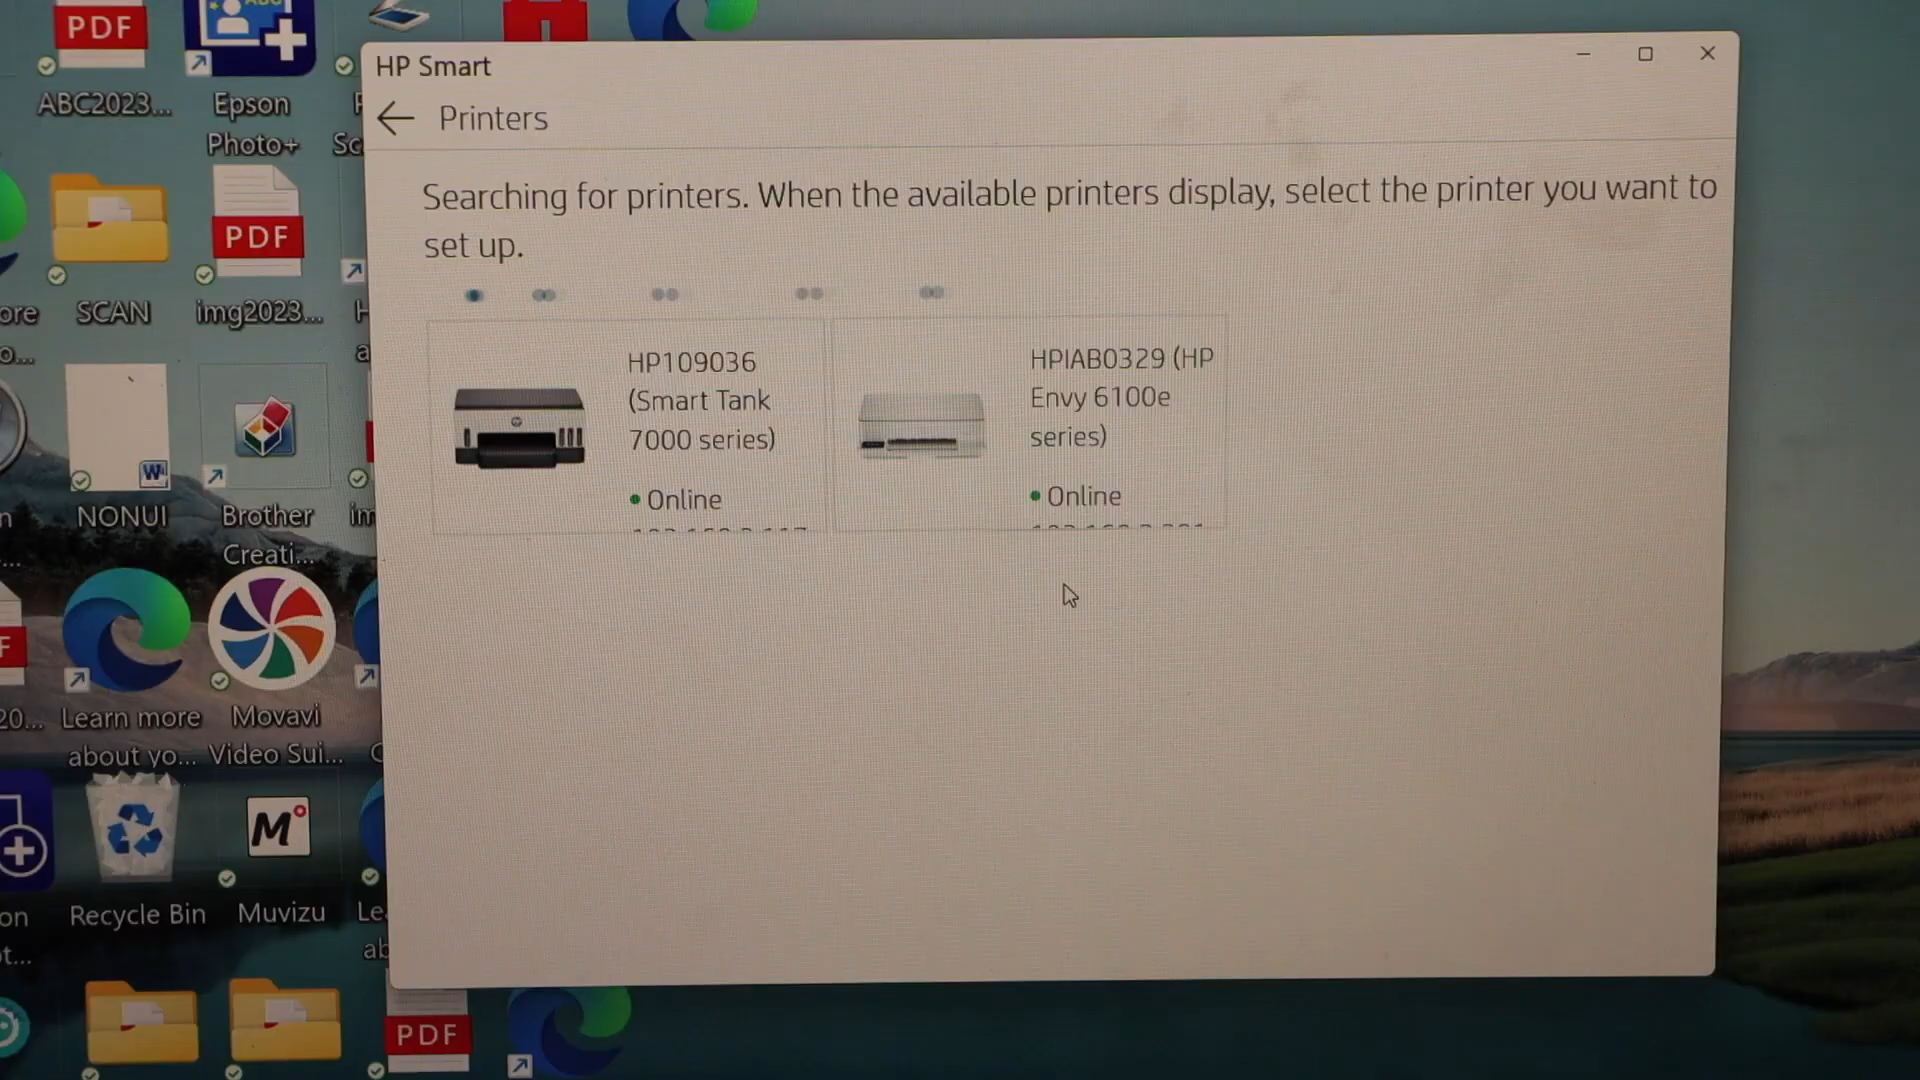 PDF
ABC2023...
Epson
Photo+
HP Smart
Printers
Searching for printers. When the available printers display, select the printer you want to
set up.
HP109036
(Smart Tank
7000 series)
Online
HPIAB0329 (HP
Envy 6100e
series)
Online
PDF
SCAN
img2023...
W
NONUI
Brother
Creati...
Learn more
about yo...
Movavi
Video Sui...
Recycle Bin
M
Muvizu
PDF